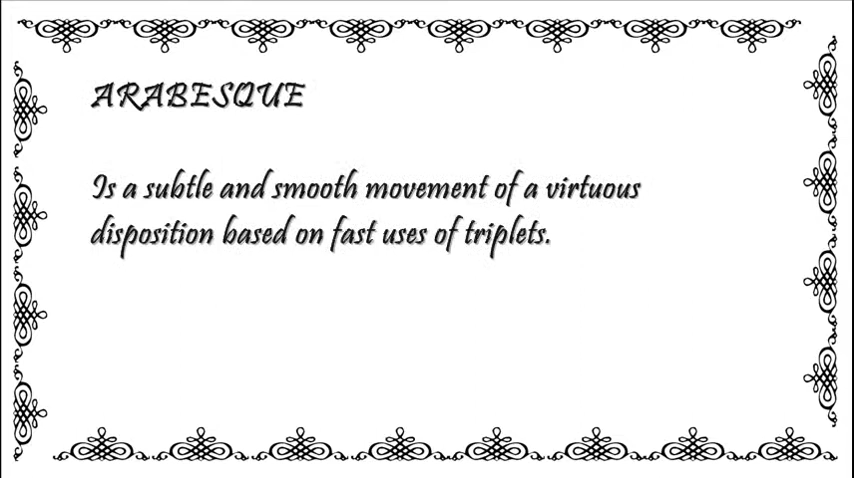 ARABESQUE
Is a subtle and smooth movement of a virtuous
disposition based on fast uses of triplets.